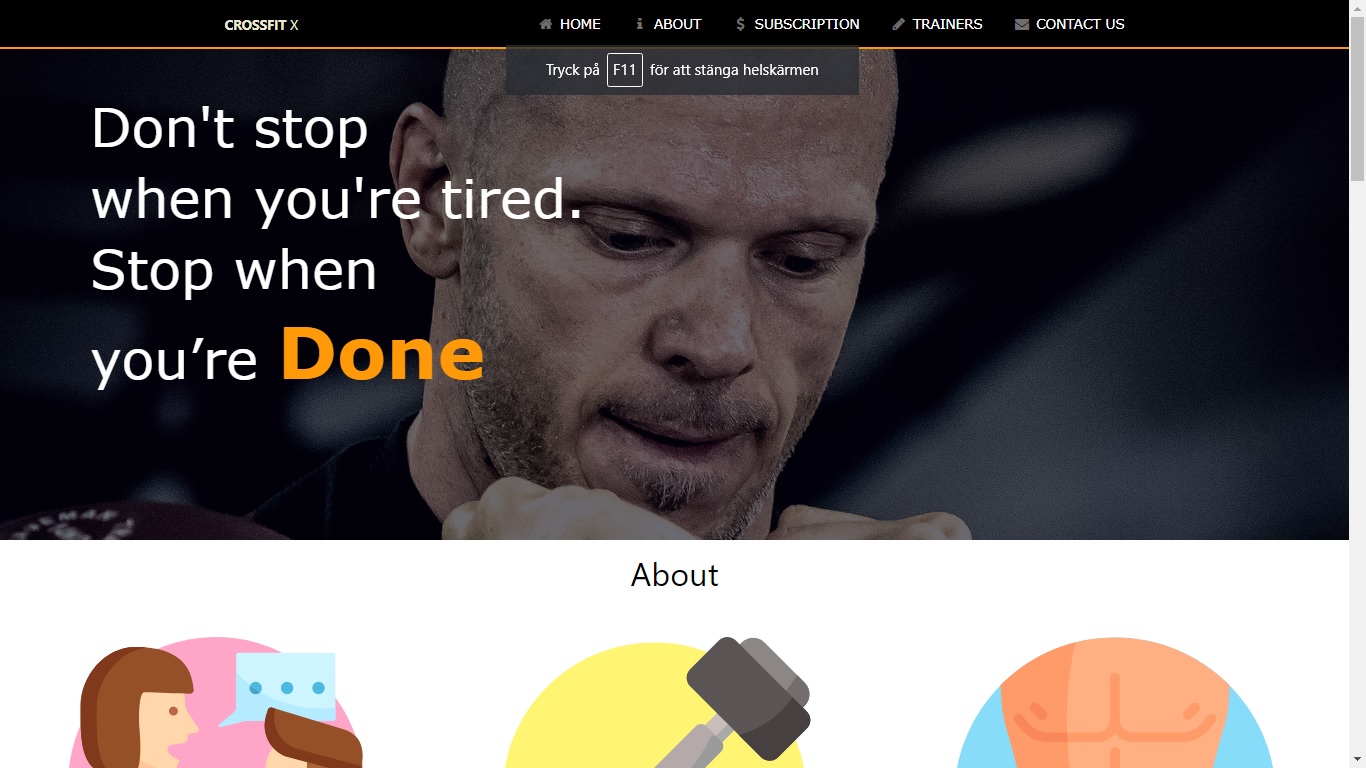 CROSSFIT X
HOME ABOUT SUBSCRIPTION TRAINERS CONTACT US
Tryck på F11 för att stänga helskärmen
Don't stop
when you're tired.
Stop when
you’re Done
About